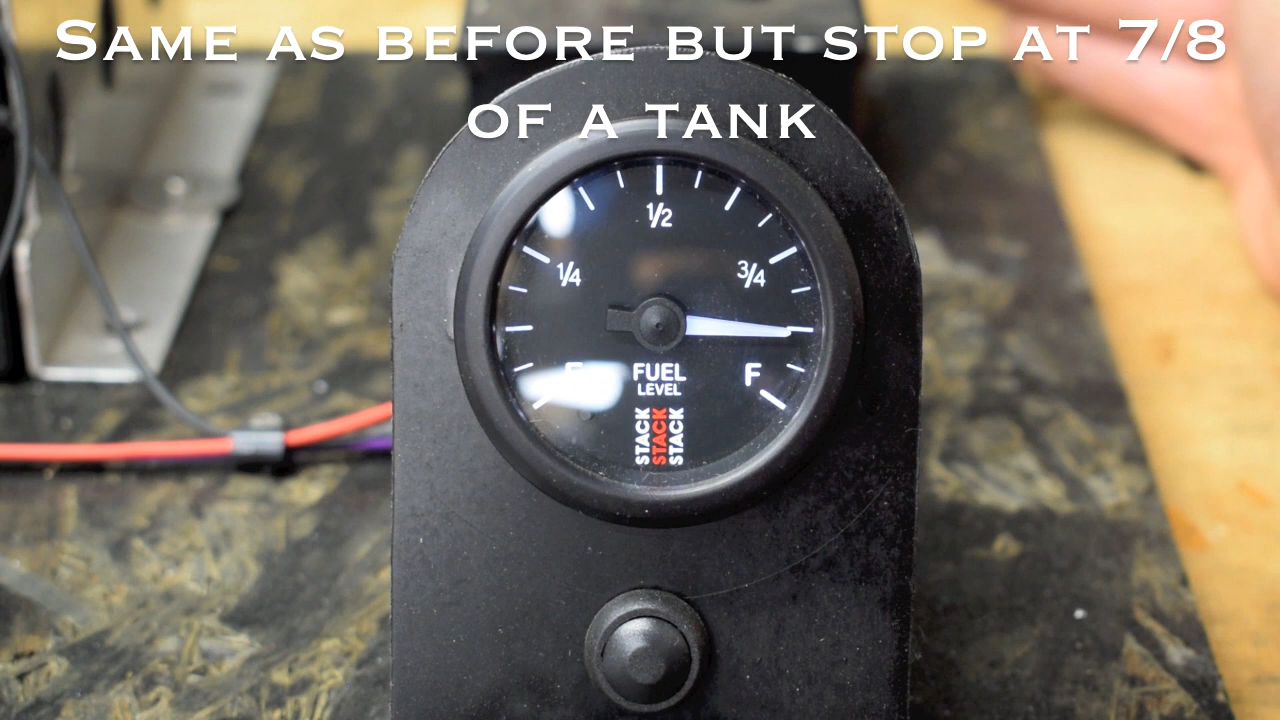 Same as before but stop at 7/8
of a tank
1/2
1/4
3/4
FUEL
LEVEL
F
STACK
STACK
STACK